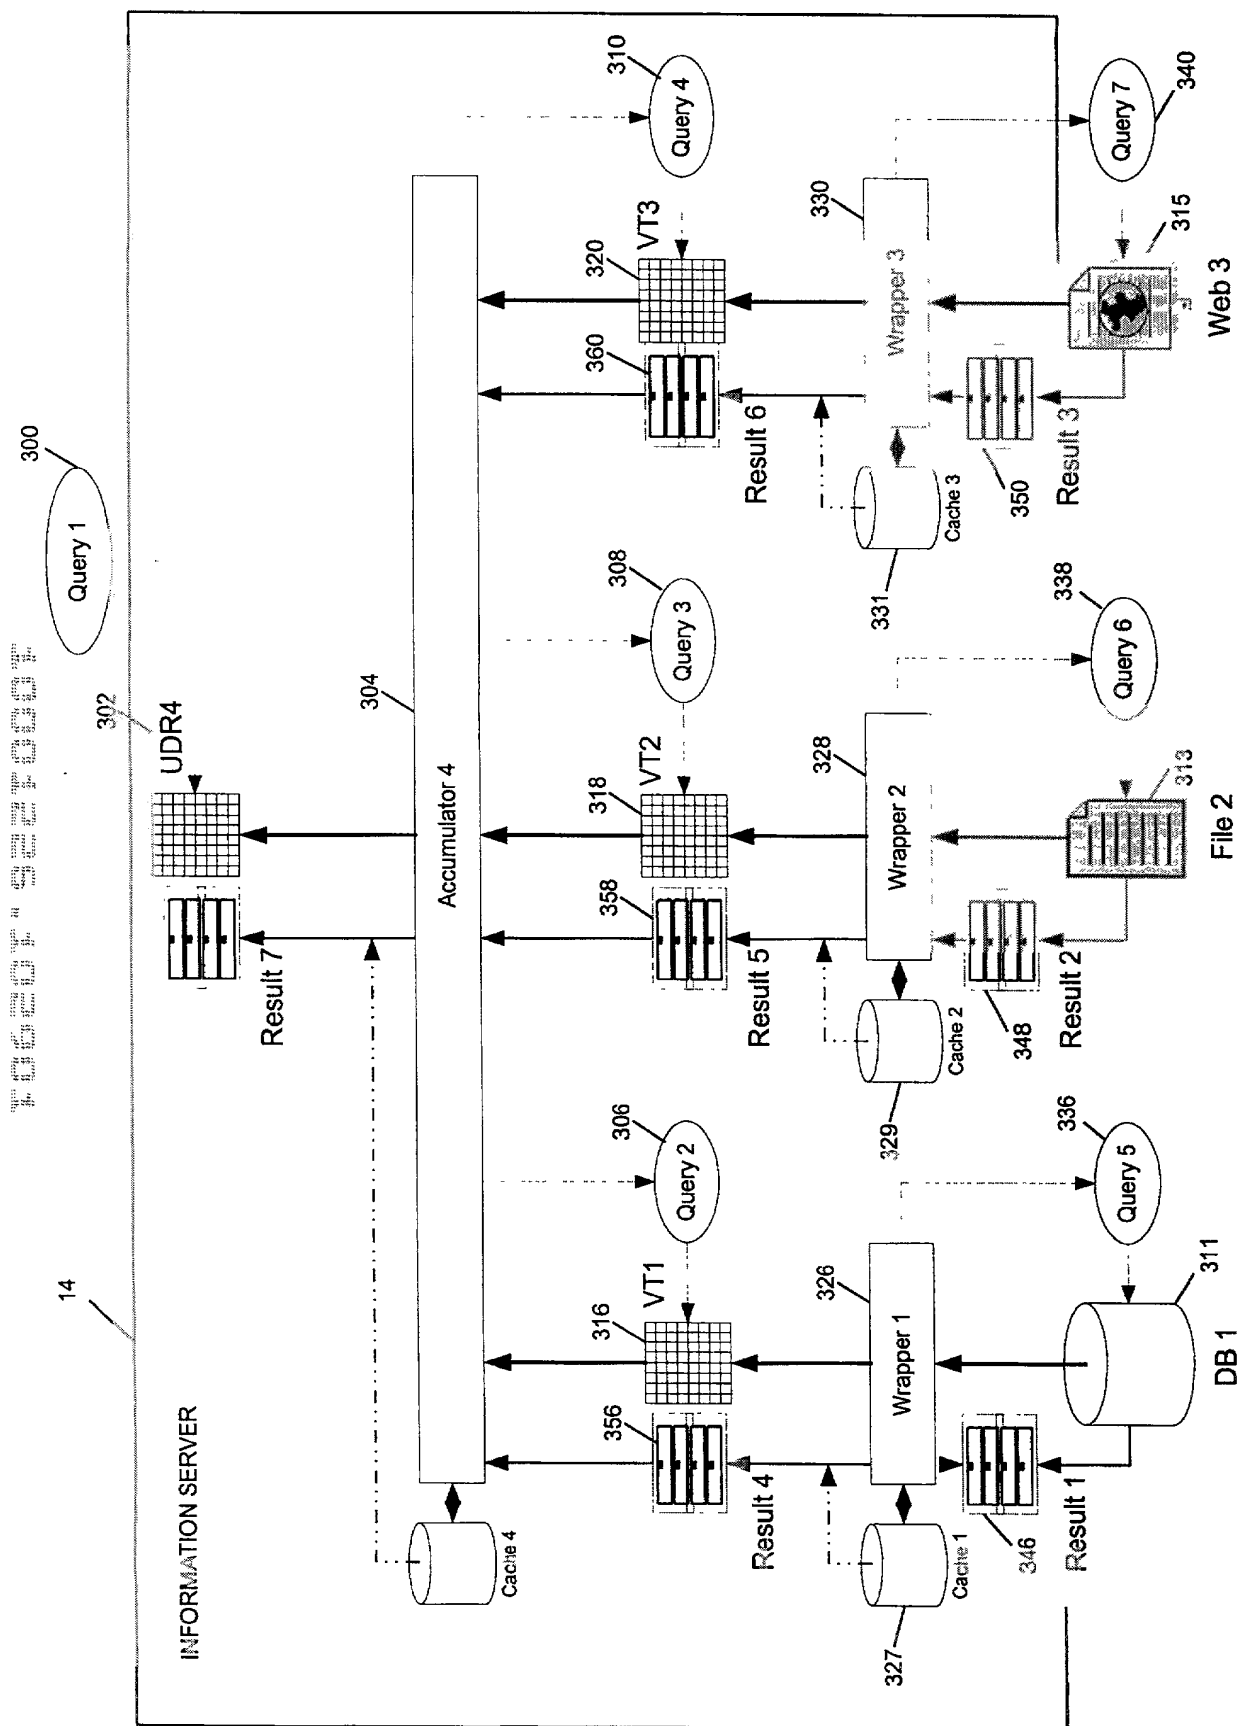 300
Query 1
14
302
UDR4
INFORMATION SERVER
Result 7
304
Accumulator 4
Cache 4
356
316
306
358
318
308
360
320
310
VT1
VT2
VT3
Query 2
Query 3
Query 4
Result 4
Result 5
Result 6
326
328
330
Wrapper 1
Wrapper 2
Wrapper 3
327
329
331
Cache 1
Cache 2
Cache 3
346
348
350
Result 1
Result 2
Result 3
336
338
340
Query 5
Query 6
Query 7
311
313
315
DB 1
File 2
Web 3